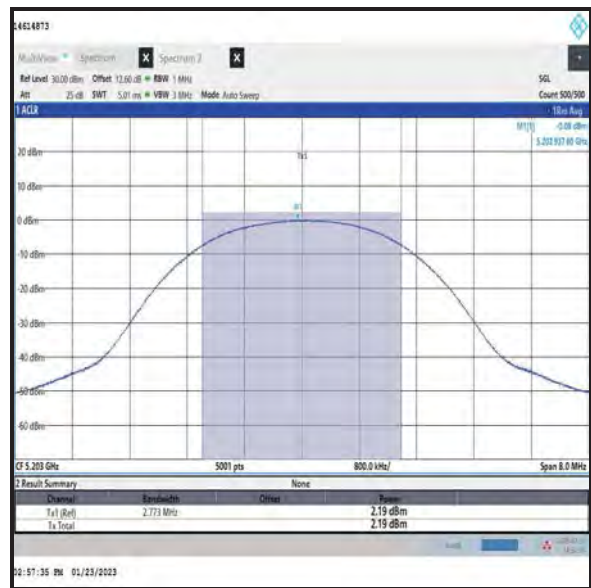 14614873
MultiView Spectrum X Spectrum 2 X
Ref Level 30.00 dBm Offset 12.60 dB RBW 1 MHz SGL
Att 25 dB SWT 5.01 ms VBW 3 MHz Mode Auto Sweep Count 500/500
1 ACLR 1Rm Avg
M1[1] -0.08 dBm
5.202 937 60 GHz
20 dBm
Tx1
10 dBm
M1
0 dBm
-10 dBm
-20 dBm
-30 dBm
-40 dBm
-50 dBm
-60 dBm
CF 5.203 GHz 5001 pts 800.0 kHz/ Span 8.0 MHz
2 Result Summary None
Channel Bandwidth Offset Power
Tx1 (Ref) 2.773 MHz 2.19 dBm
Tx Total 2.19 dBm
02:57:35 PM 01/23/2023